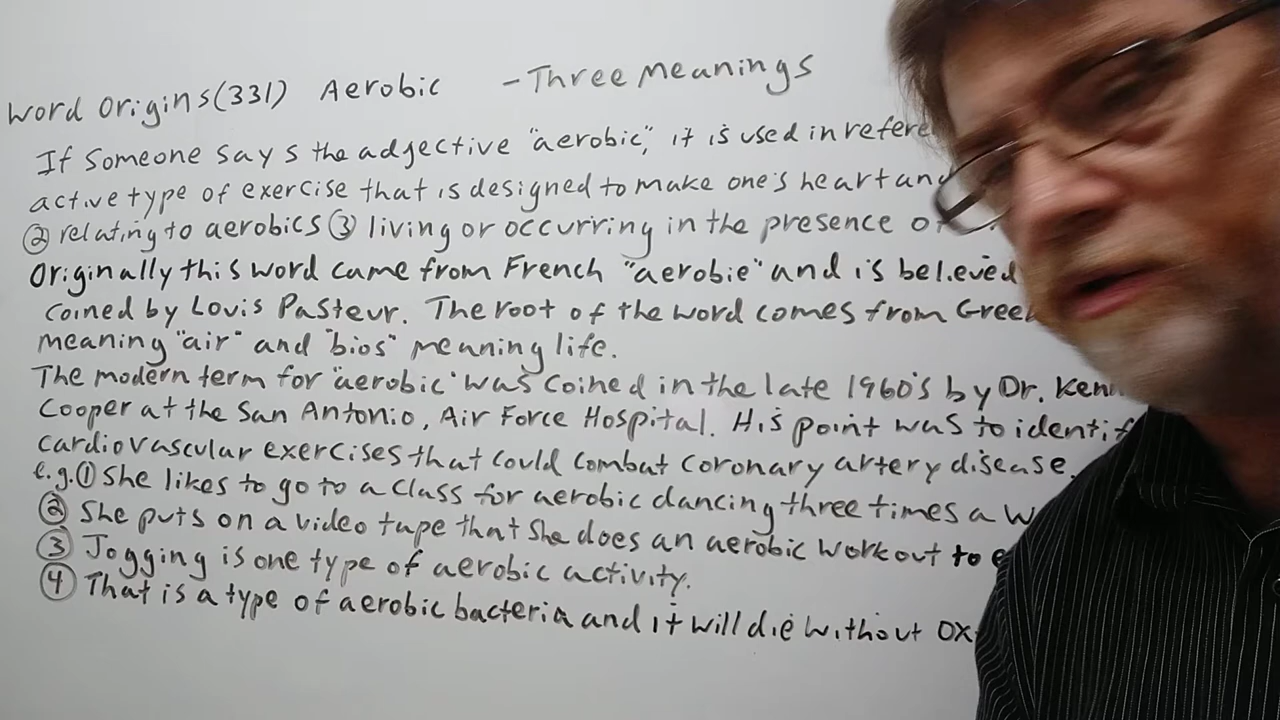 Word Origins(331) Aerobic - Three Meanings
If someone says the adjective "aerobic," it is used in
active type of exercise that is designed to make one's heart
② relating to aerobics ③ living or occurring in the presence
Originally this word came from French "aerobie" and is believed
coined by Louis Pasteur. The root of the word comes from
meaning "air" and "bios" meaning life.
The modern term for "aerobic" was coined in the late 1960's by Dr.
Cooper at the San Antonio, Air Force Hospital. His point was to
cardiovascular exercises that could combat coronary artery disease.
e.g. ① She likes to go to a class for aerobic dancing three times a
② She puts on a video tape that she does an aerobic workout to
③ Jogging is one type of aerobic activity.
④ That is a type of aerobic bacteria and it will die without